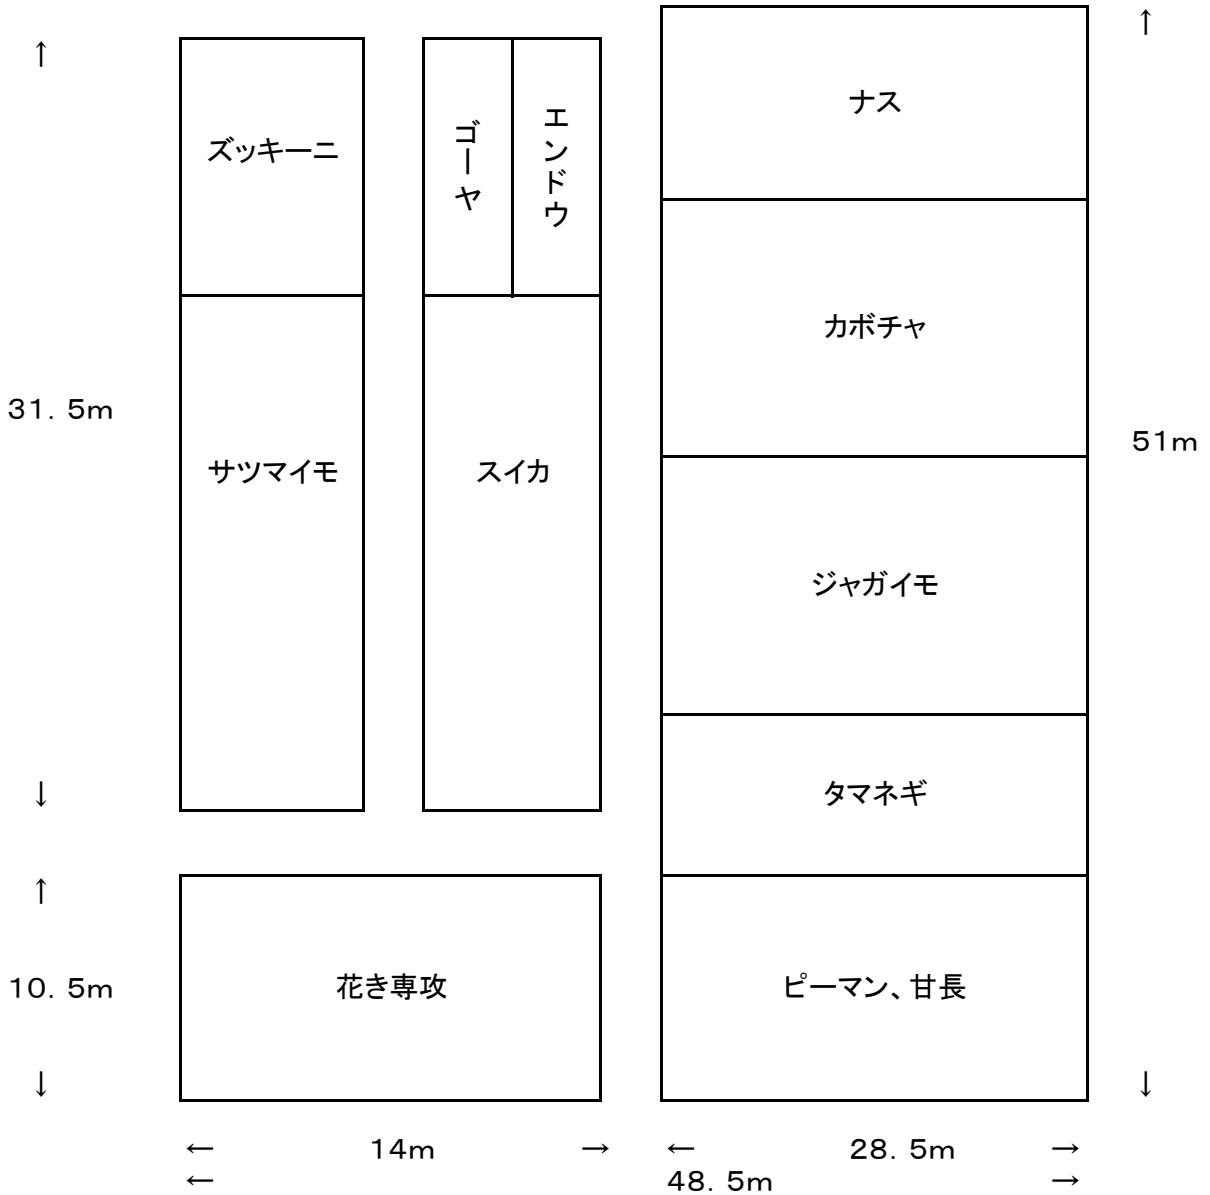 ↑
↑
ナス
ズッキーニ
ゴーヤ
エンドウ
カボチャ
31．5m
51m
サツマイモ
スイカ
ジャガイモ
↓
タマネギ
↑
10．5m
花き専攻
ピーマン、甘長
↓
↓
← 14m →
← 28．5m →
← 48．5m →